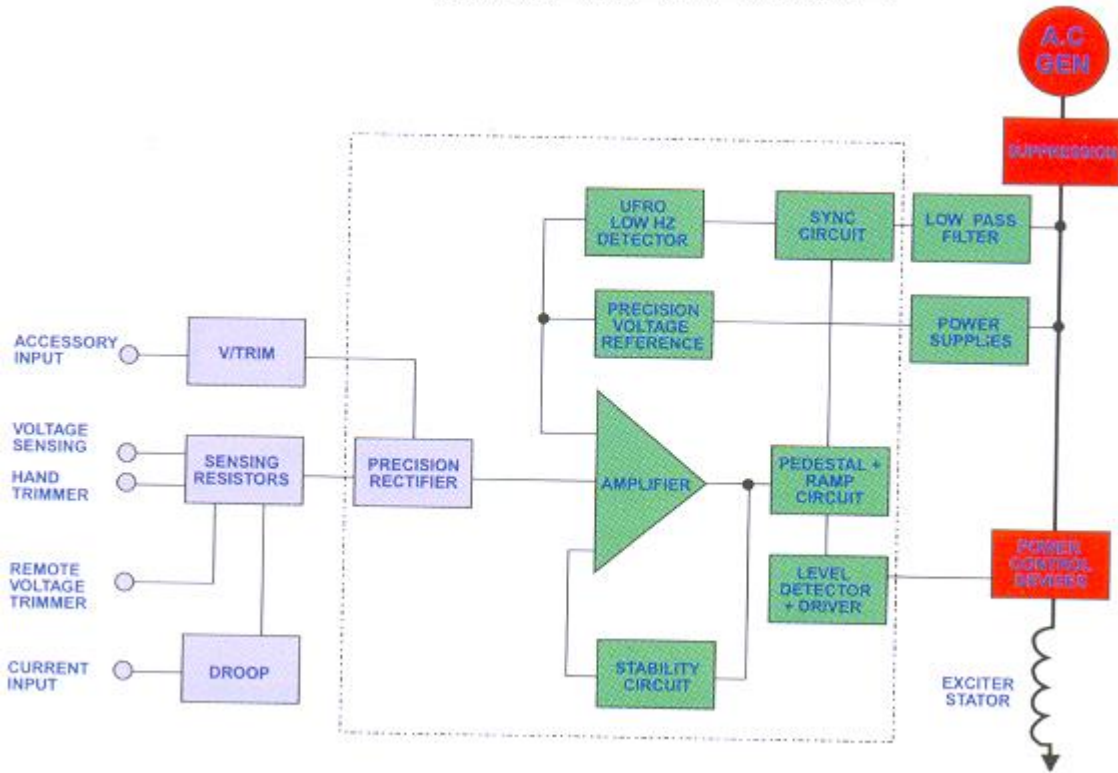 A.C
GEN
SUPPRESSION
UFRO
LOW HZ
DETECTOR
SYNC
CIRCUIT
LOW PASS
FILTER
PRECISION
VOLTAGE
REFERENCE
POWER
SUPPLIES
ACCESSORY
INPUT
V/TRIM
VOLTAGE
SENSING
HAND
TRIMMER
SENSING
RESISTORS
PRECISION
RECTIFIER
AMPLIFIER
PEDESTAL +
RAMP
CIRCUIT
REMOTE
VOLTAGE
TRIMMER
LEVEL
DETECTOR
+ DRIVER
POWER
CONTROL
DEVICES
CURRENT
INPUT
DROOP
STABILITY
CIRCUIT
EXCITER
STATOR